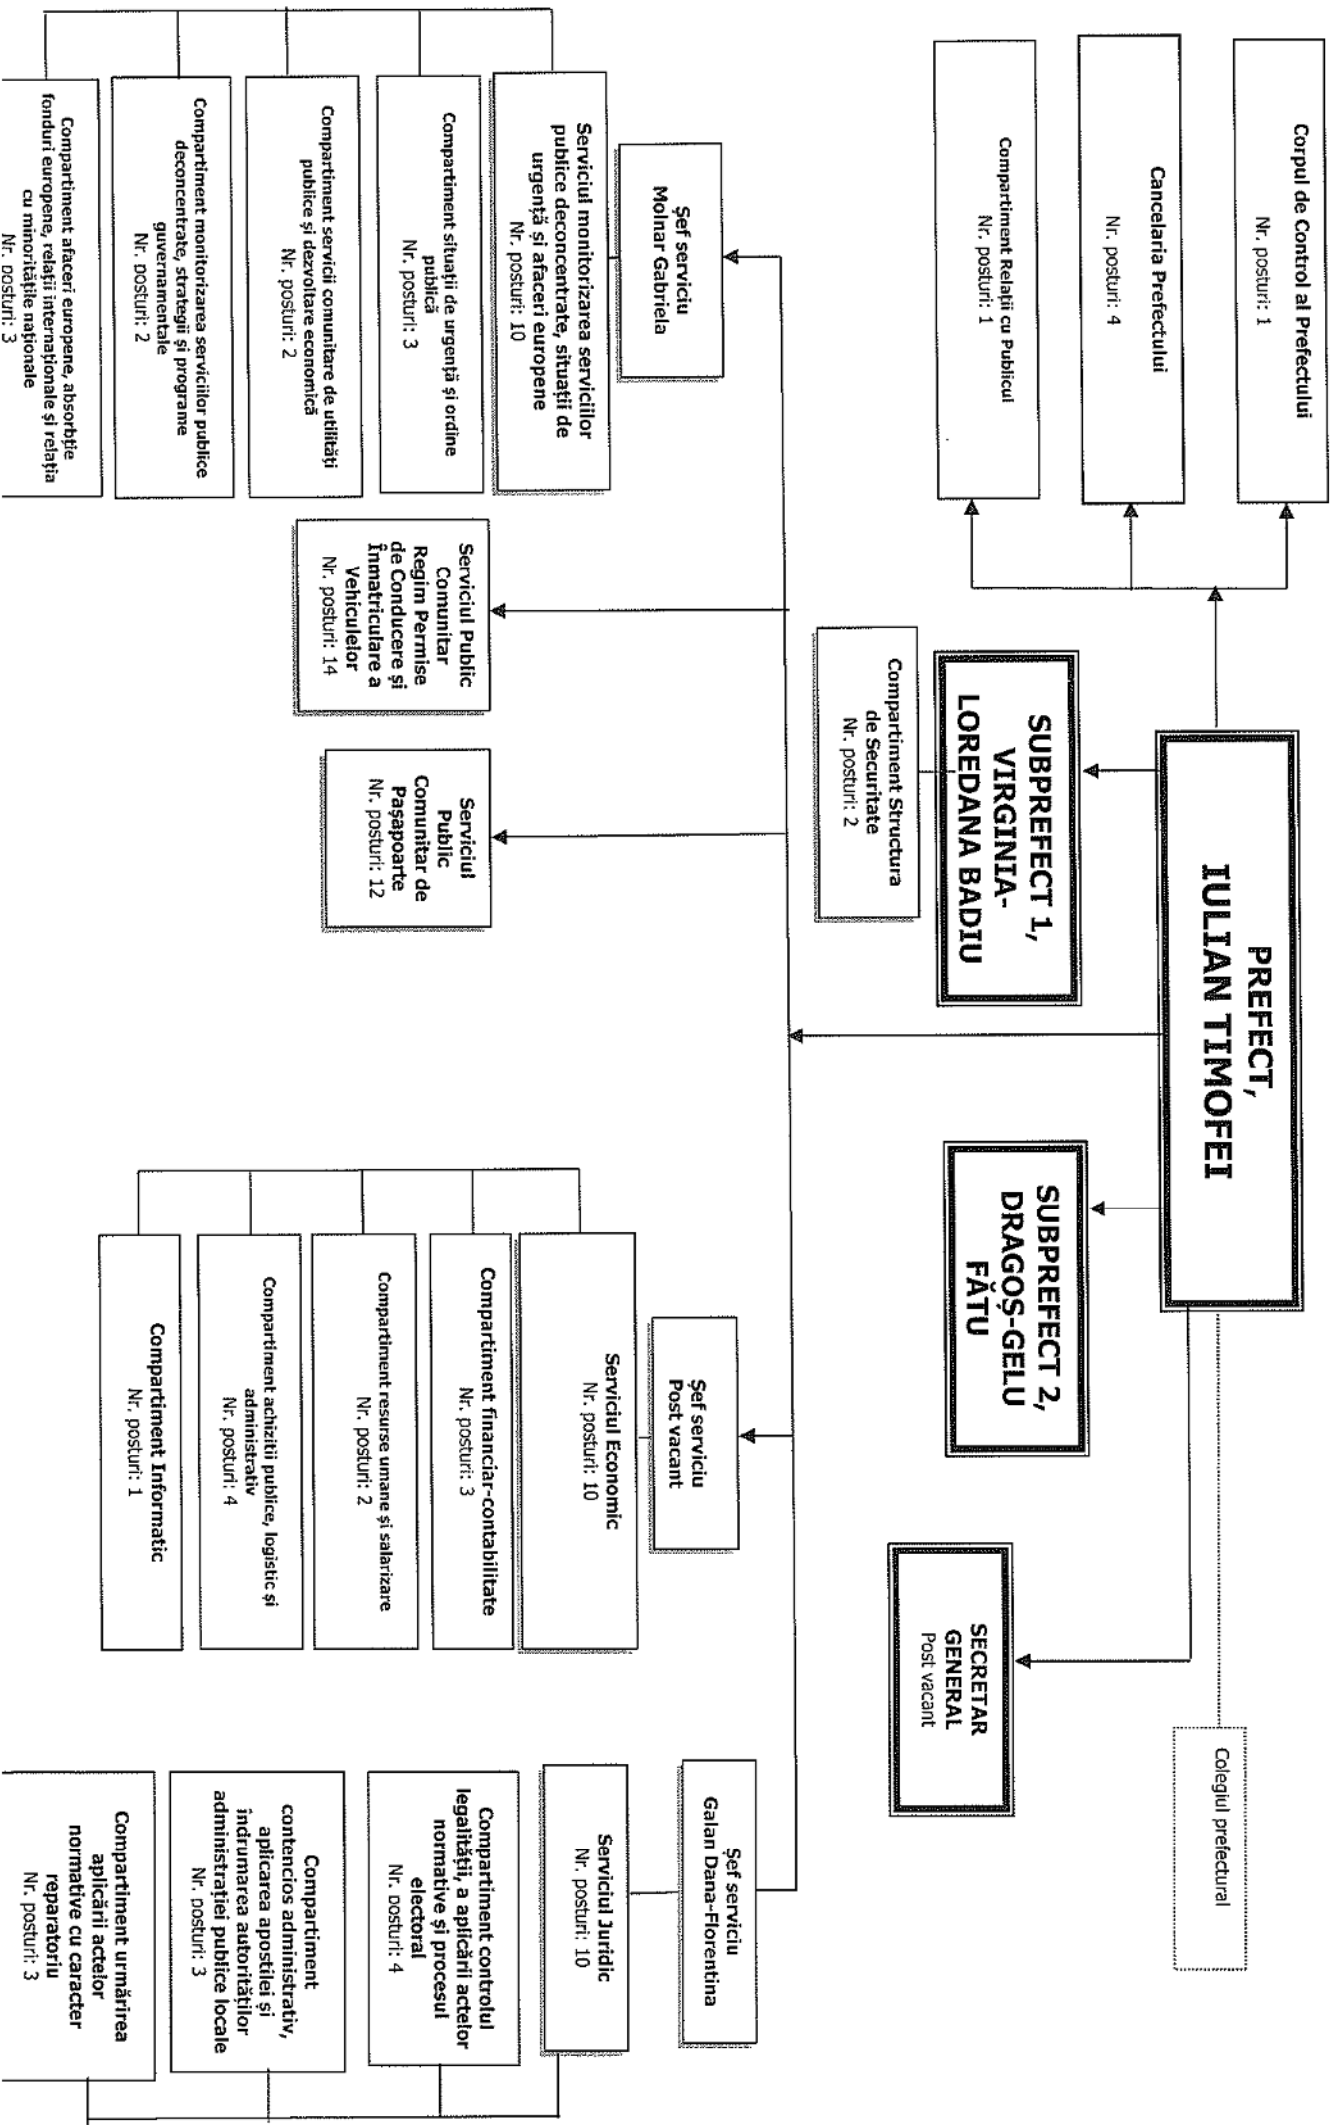 Corpul de Control al Prefectului
Nr. posturi: 1
Cancelaria Prefectului
Nr. posturi: 4
Compartiment Relații cu Publicul
Nr. posturi: 1
PREFECT,
IULIAN TIMOFEI
Colegiul prefectural
SUBPREFECT 1,
VIRGINIA-
LOREDANA BADIU
Compartiment Structura
de Securitate
Nr. posturi: 2
SUBPREFECT 2,
DRAGOȘ-GELU
FĂTU
SECRETAR
GENERAL
Post vacant
Șef serviciu
Molnar Gabriela
Serviciul monitorizarea serviciilor
publice deconcentrate, situații de
urgență și afaceri europene
Nr. posturi: 10
Compartiment situații de urgență și ordine
publică
Nr. posturi: 3
Compartiment servicii comunitare de utilități
publice și dezvoltare economică
Nr. posturi: 2
Compartiment monitorizarea serviciilor publice
deconcentrate, strategii și programe
guvernamentale
Nr. posturi: 2
Compartiment afaceri europene, absorbție
fonduri europene, relații internaționale și relația
cu minoritățile naționale
Nr. posturi: 3
Serviciul Public
Comunitar
Regim Permise
de Conducere și
Înmatriculare a
Vehiculelor
Nr. posturi: 14
Serviciul
Public
Comunitar de
Pașapoarte
Nr. posturi: 12
Șef serviciu
Post vacant
Serviciul Economic
Nr. posturi: 10
Compartiment financiar-contabilitate
Nr. posturi: 3
Compartiment resurse umane și salarizare
Nr. posturi: 2
Compartiment achizitii publice, logistic și
administrativ
Nr. posturi: 4
Compartiment Informatic
Nr. posturi: 1
Șef serviciu
Galan Dana-Florentina
Serviciul Juridic
Nr. posturi: 10
Compartiment controlul
legalității, a aplicării actelor
normative și procesul
electoral
Nr. posturi: 4
Compartiment
contencios administrativ,
aplicarea apostilei și
îndrumarea autorităților
administrației publice locale
Nr. posturi: 3
Compartiment urmărirea
aplicării actelor
normative cu caracter
reparatoriu
Nr. posturi: 3